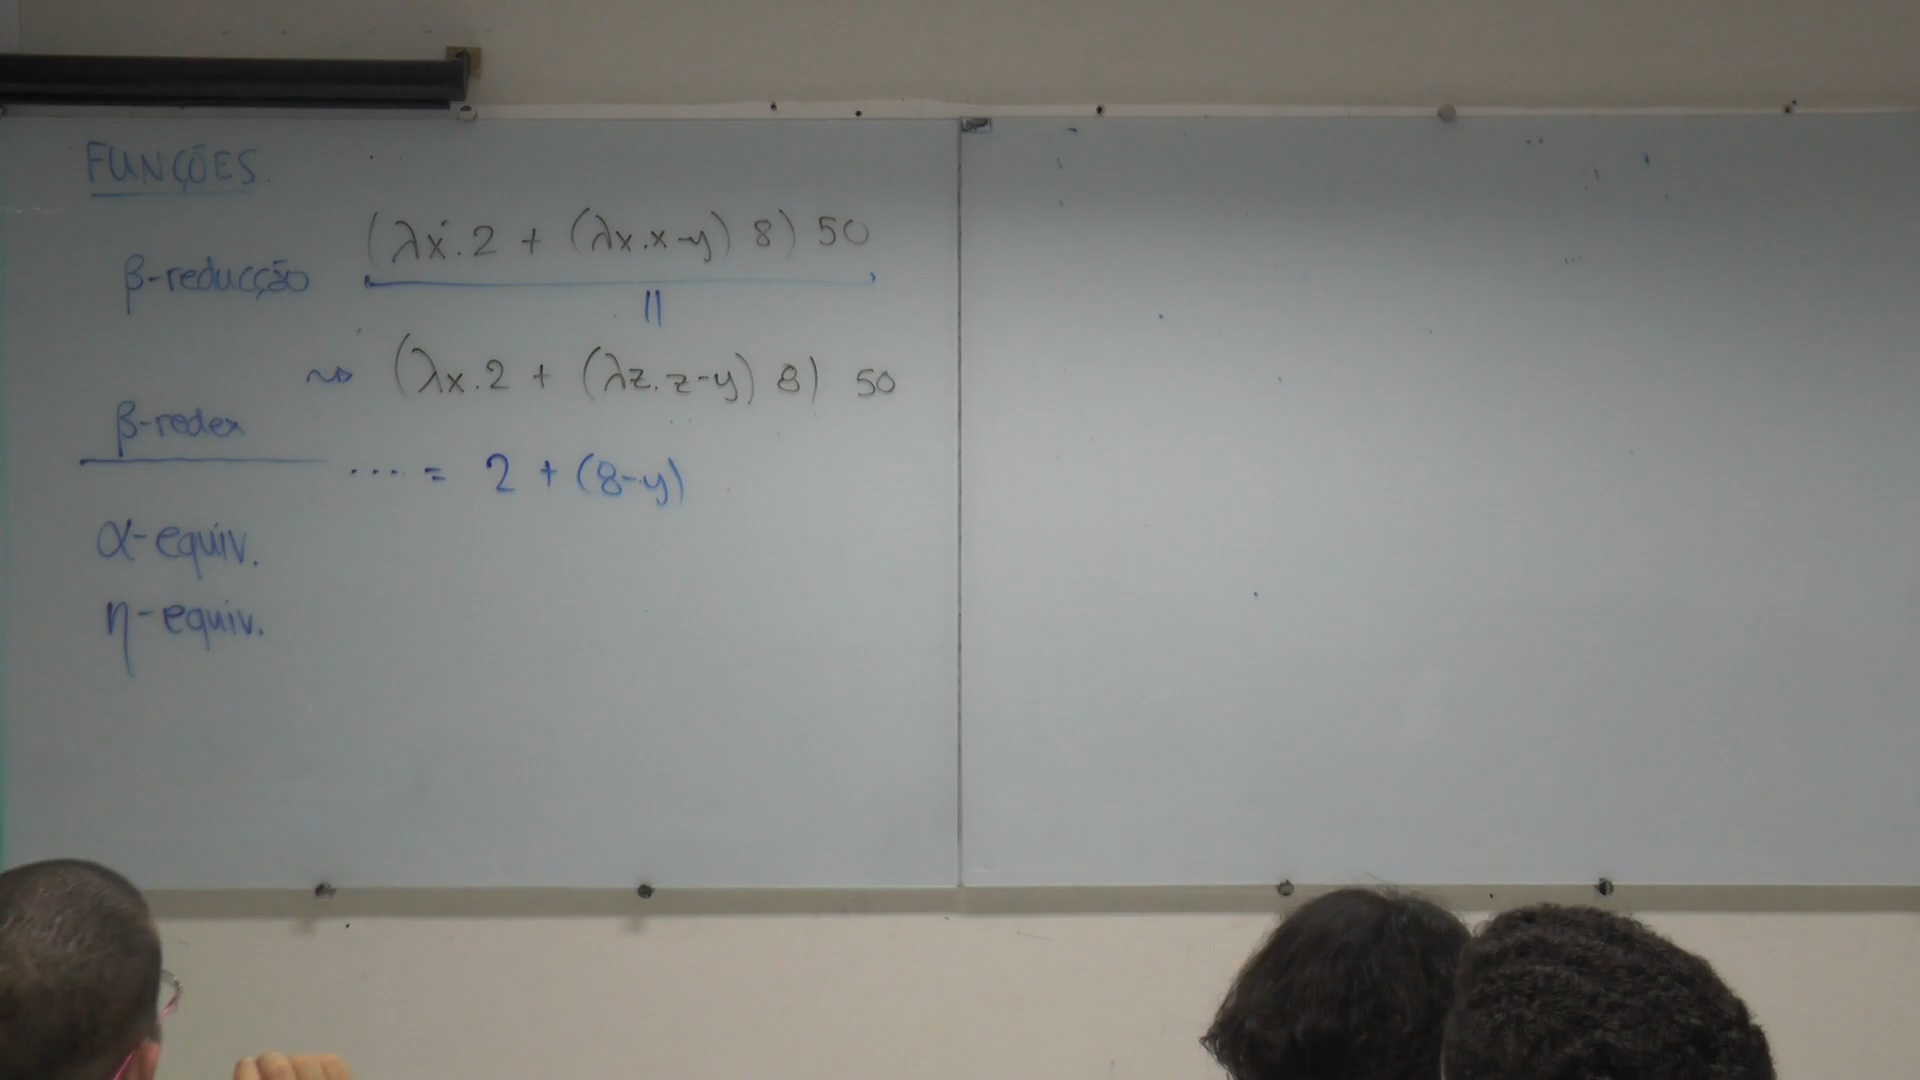 FUNÇÕES.
(λx. 2 + (λx.x-y) 8) 50
β-reducção
||
⇝ (λx.2 + (λz.z-y) 8) 50
β-redex
.... = 2 + (8-y)
α-equiv.
η-equiv.